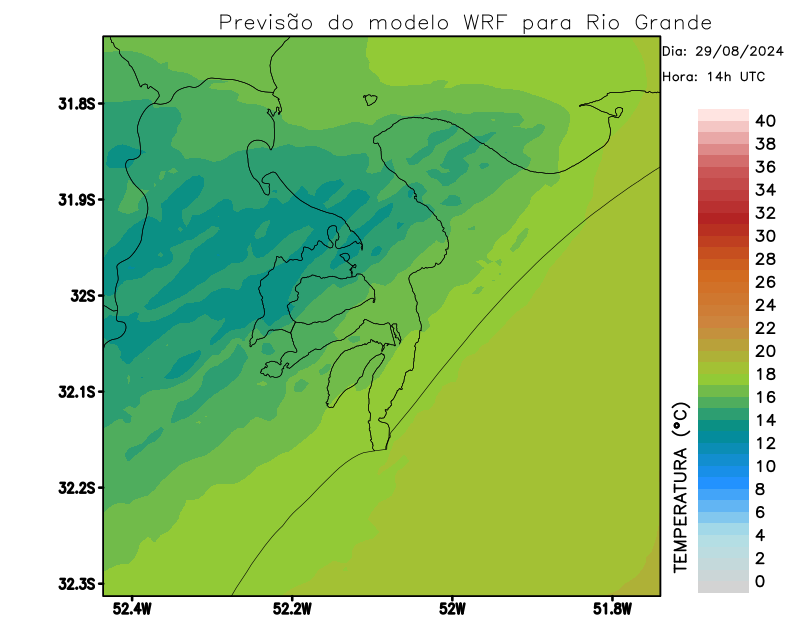 Previsão do modelo WRF para Rio Grande
Dia: 29/08/2024
Hora: 14h UTC
31.8S
31.9S
32S
32.1S
32.2S
32.3S
52.4W
52.2W
52W
51.8W
TEMPERATURA (ºC)
40
38
36
34
32
30
28
26
24
22
20
18
16
14
12
10
8
6
4
2
0